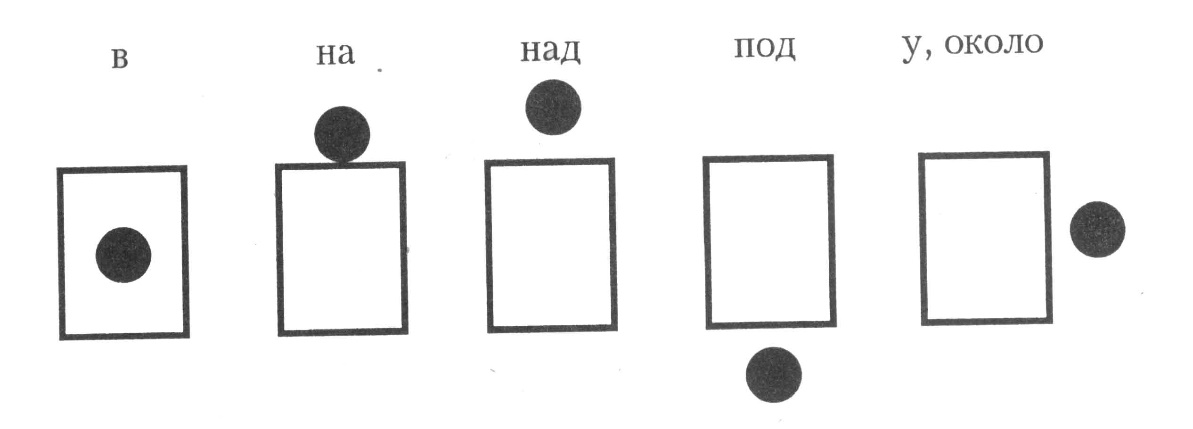 в на над под у, около